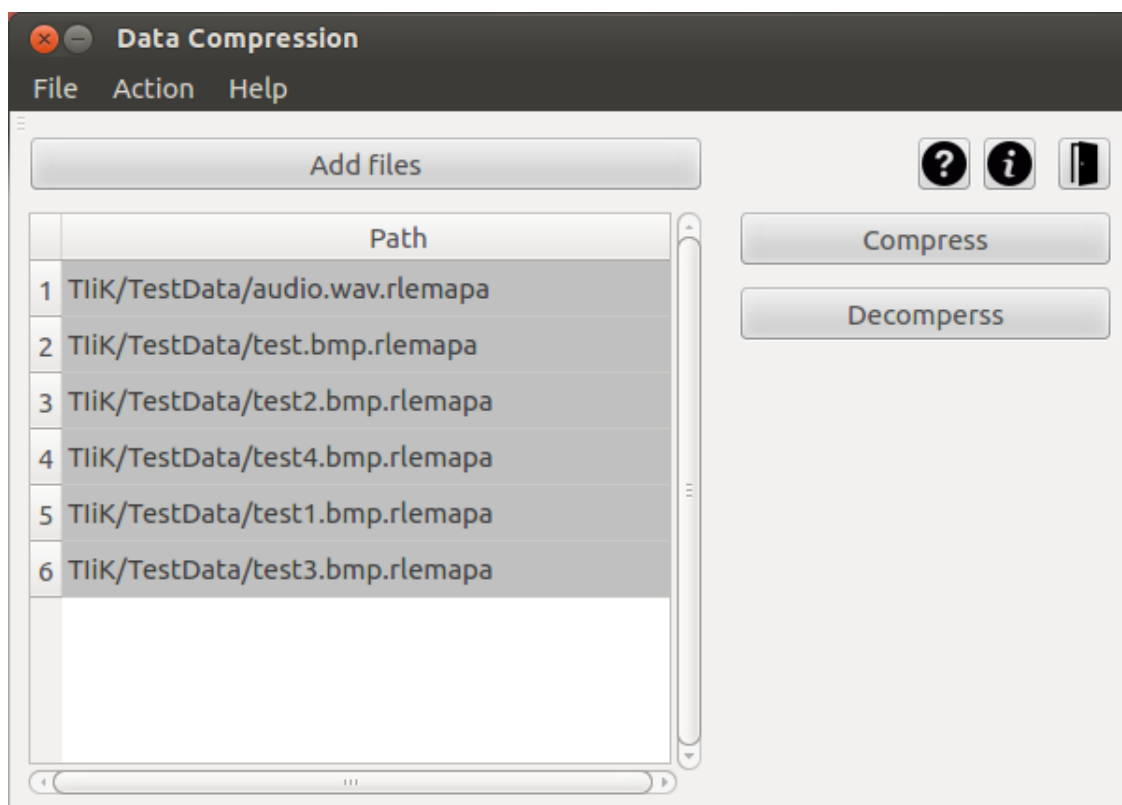 Data Compression
File Action Help
Add files
Path
1 TIiK/TestData/audio.wav.rlemapa
2 TIiK/TestData/test.bmp.rlemapa
3 TIiK/TestData/test2.bmp.rlemapa
4 TIiK/TestData/test4.bmp.rlemapa
5 TIiK/TestData/test1.bmp.rlemapa
6 TIiK/TestData/test3.bmp.rlemapa
Compress
Decomperss